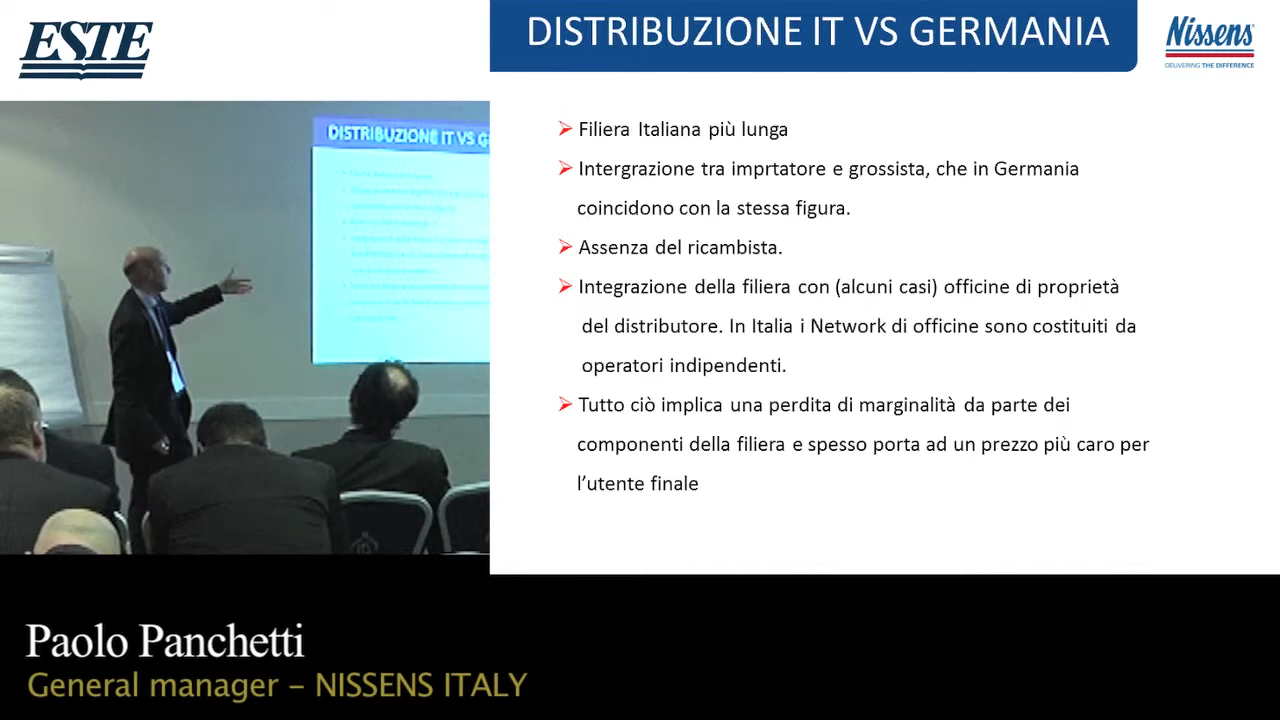 ESTE
DISTRIBUZIONE IT VS GERMANIA
Nissens
DELIVERING THE DIFFERENCE
DISTRIBUZIONE IT VS G
Filiera Italiana più lunga
Intergrazione tra imprtatore e grossista, che in Germania
coincidono con la stessa figura.
Assenza del ricambista.
Integrazione della filiera con (alcuni casi) officine di proprietà
del distributore. In Italia i Network di officine sono costituiti da
operatori indipendenti.
Tutto ciò implica una perdita di marginalità da parte dei
componenti della filiera e spesso porta ad un prezzo più caro per
l'utente finale
Paolo Panchetti
General manager – NISSENS ITALY